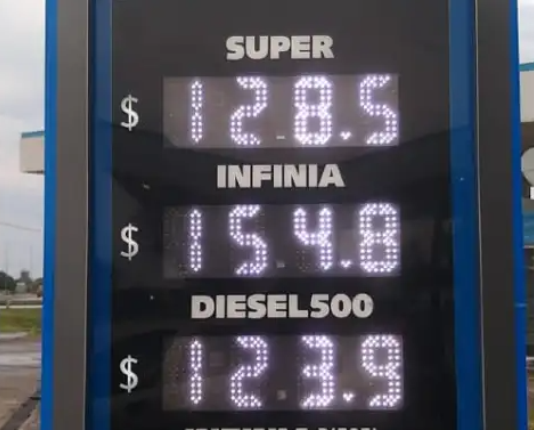 SUPER
$ 128.5
INFINIA
$ 154.8
DIESEL500
$ 123.9